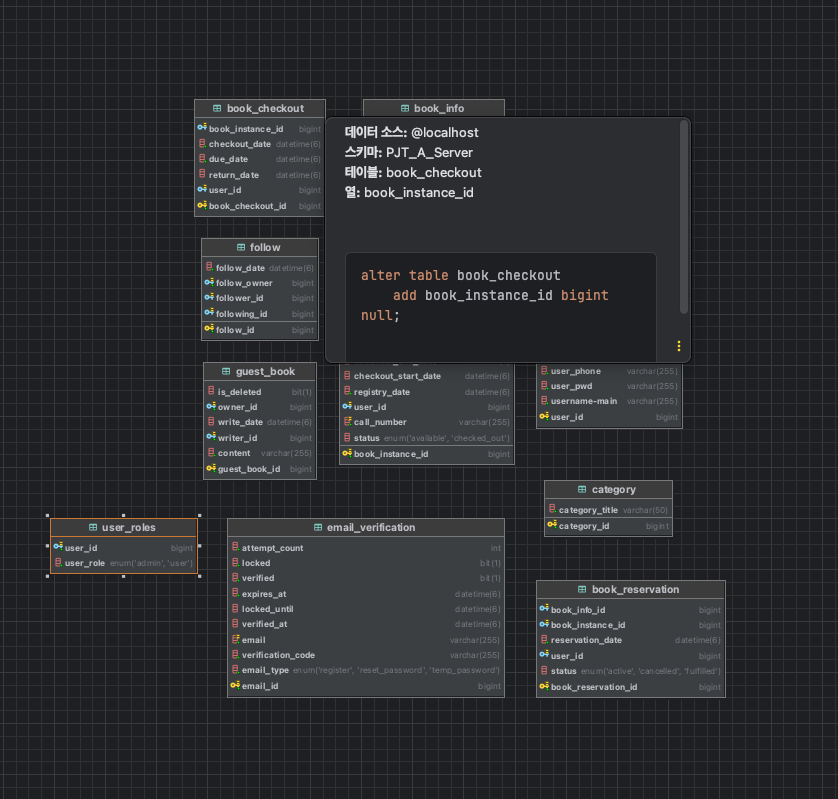 book_checkout
book_instance_id bigint
checkout_date datetime(6)
due_date datetime(6)
return_date datetime(6)
user_id bigint
book_checkout_id bigint
book_info
데이터 소스: @localhost
스키마: PJT_A_Server
테이블: book_checkout
열: book_instance_id
alter table book_checkout
add book_instance_id bigint
null;
follow
follow_date datetime(6)
follow_owner bigint
follower_id bigint
following_id bigint
follow_id bigint
guest_book
is_deleted bit(1)
owner_id bigint
write_date datetime(6)
writer_id bigint
content varchar(255)
guest_book_id bigint
checkout_start_date datetime(6)
registry_date datetime(6)
user_id bigint
call_number varchar(255)
status enum('available', 'checked_out')
book_instance_id bigint
user_phone varchar(255)
user_pwd varchar(255)
username-main varchar(255)
user_id bigint
category
category_title varchar(50)
category_id bigint
user_roles
user_id bigint
user_role enum('admin', 'user')
email_verification
attempt_count int
locked bit(1)
verified bit(1)
expires_at datetime(6)
locked_until datetime(6)
verified_at datetime(6)
email varchar(255)
verification_code varchar(255)
email_type enum('register', 'reset_password', 'temp_password')
email_id bigint
book_reservation
book_info_id bigint
book_instance_id bigint
reservation_date datetime(6)
user_id bigint
status enum('active', 'cancelled', 'fulfilled')
book_reservation_id bigint